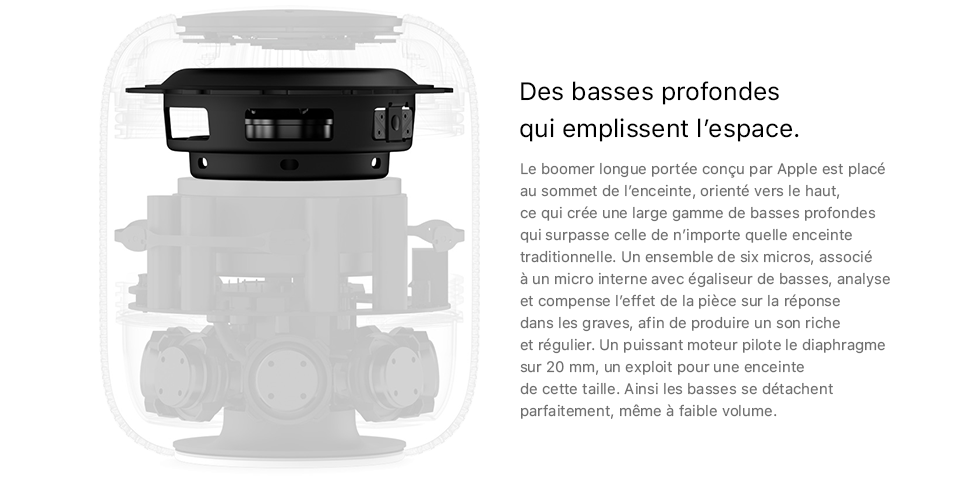 Des basses profondes
qui emplissent l’espace.
Le boomer longue portée conçu par Apple est placé
au sommet de l’enceinte, orienté vers le haut,
ce qui crée une large gamme de basses profondes
qui surpasse celle de n’importe quelle enceinte
traditionnelle. Un ensemble de six micros, associé
à un micro interne avec égaliseur de basses, analyse
et compense l’effet de la pièce sur la réponse
dans les graves, afin de produire un son riche
et régulier. Un puissant moteur pilote le diaphragme
sur 20 mm, un exploit pour une enceinte
de cette taille. Ainsi les basses se détachent
parfaitement, même à faible volume.